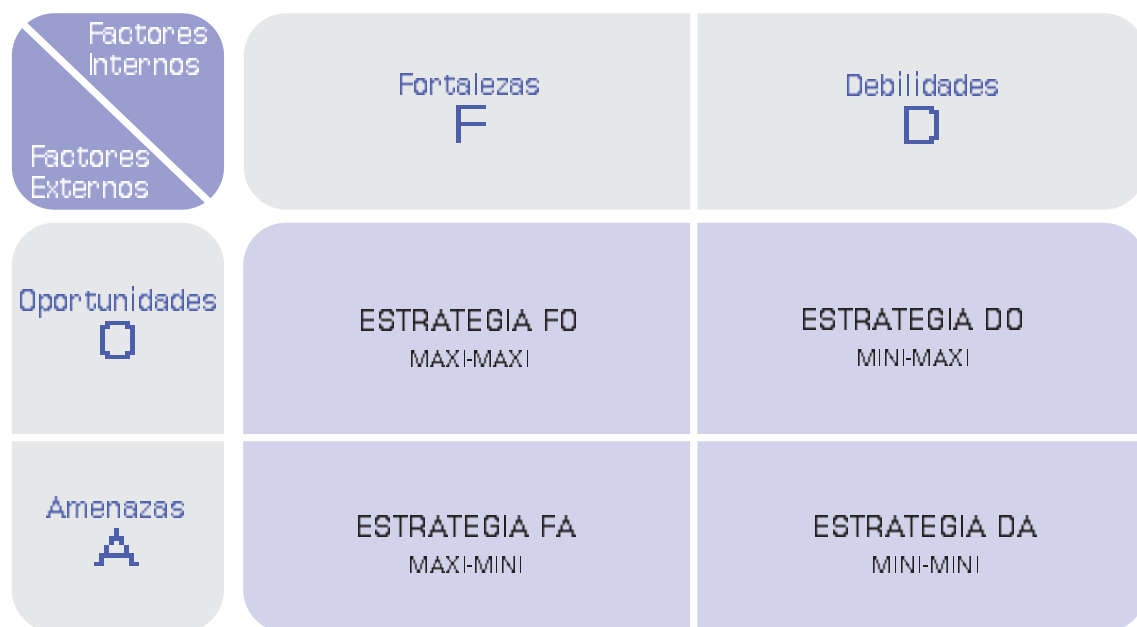 Factores
Internos
Factores
Externos
Fortalezas
F
Debilidades
D
Oportunidades
O
ESTRATEGIA FO
MAXI-MAXI
ESTRATEGIA DO
MINI-MAXI
Amenazas
A
ESTRATEGIA FA
MAXI-MINI
ESTRATEGIA DA
MINI-MINI